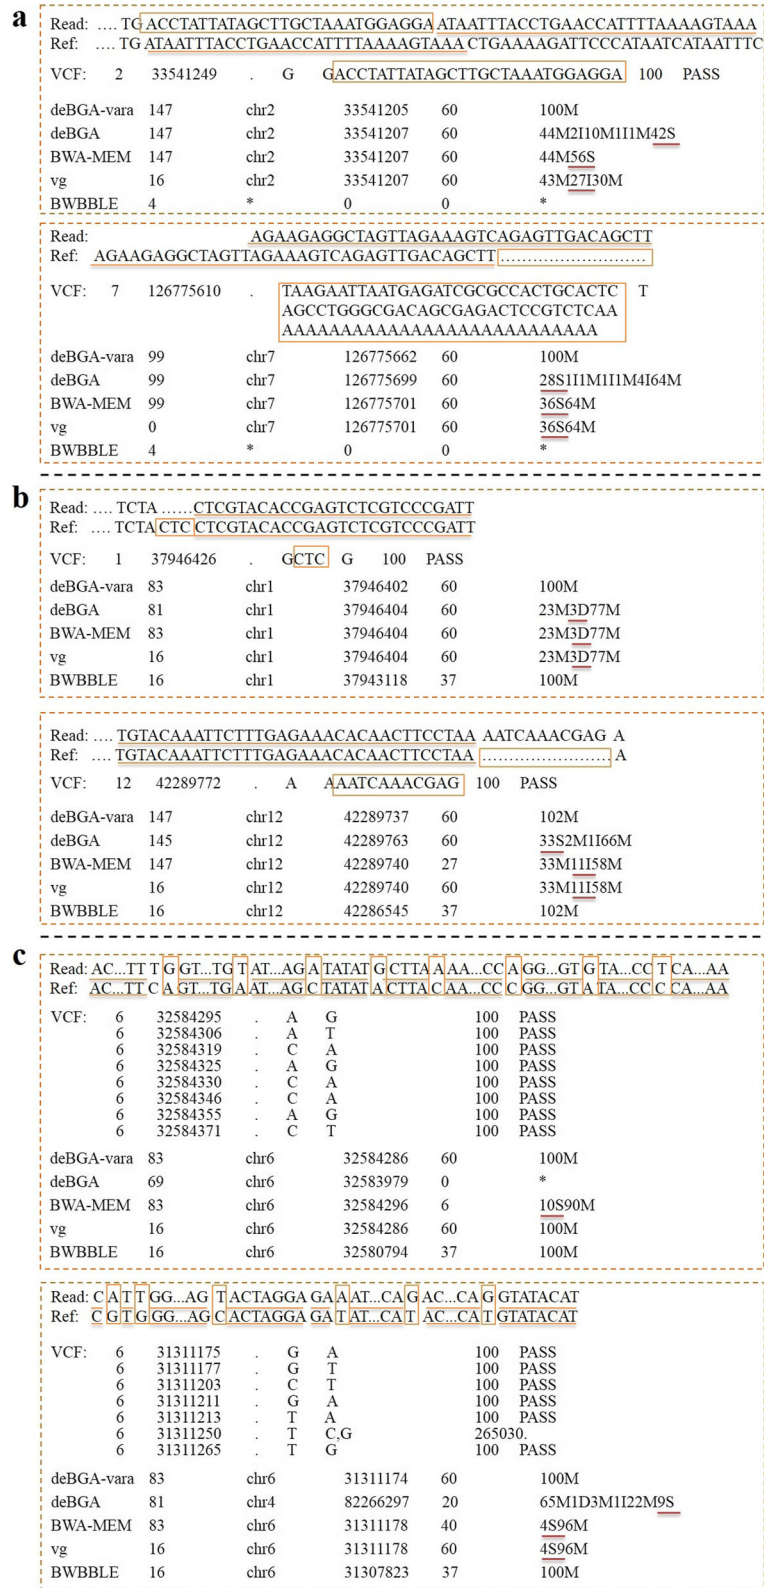 a
Read: .... TGACCTATTATAGCTTGCTAAATGGAGGA ATAATTTACCTGAACCATTTTAAAAGTAAA
Ref: .... TG ATAATTTACCTGAACCATTTTAAAAGTAAA CTGAAAAGATTCCCATAATCATAATTTC
VCF: 2 33541249 . G GACCTATTATAGCTTGCTAAATGGAGGA 100 PASS
deBGA-vara 147 chr2 33541205 60 100M
deBGA 147 chr2 33541207 60 44M2I10M1I1M42S
BWA-MEM 147 chr2 33541207 60 44M56S
vg 16 chr2 33541207 60 43M27I30M
BWBBLE 4 * 0 0 *
Read: AGAAGAGGCTAGTTAGAAAGTCAGAGTTGACAGCTT
Ref: AGAAGAGGCTAGTTAGAAAGTCAGAGTTGACAGCTT ..........................
VCF: 7 126775610 . TAAGAATTAATGAGATCGCGCCACTGCACTC T
AGCCTGGGCGACAGCGAGACTCCGTCTCAA
AAAAAAAAAAAAAAAAAAAAAAAAAAA
deBGA-vara 99 chr7 126775662 60 100M
deBGA 99 chr7 126775699 60 28S1I1M1I1M4I64M
BWA-MEM 99 chr7 126775701 60 36S64M
vg 0 chr7 126775701 60 36S64M
BWBBLE 4 * 0 0 *
b
Read: .... TCTA ...... CTCGTACACCGAGTCTCGTCCCGATT
Ref: .... TCTA CTC CTCGTACACCGAGTCTCGTCCCGATT
VCF: 1 37946426 . GCTC G 100 PASS
deBGA-vara 83 chr1 37946402 60 100M
deBGA 81 chr1 37946404 60 23M3D77M
BWA-MEM 83 chr1 37946404 60 23M3D77M
vg 16 chr1 37946404 60 23M3D77M
BWBBLE 16 chr1 37943118 37 100M
Read: .... TGTACAAATTCTTTGAGAAACACAACTTCCTAA AATCAAACGAG A
Ref: .... TGTACAAATTCTTTGAGAAACACAACTTCCTAA ....................... A
VCF: 12 42289772 . A AAATCAAACGAG 100 PASS
deBGA-vara 147 chr12 42289737 60 102M
deBGA 145 chr12 42289763 60 33S2M1I66M
BWA-MEM 147 chr12 42289740 27 33M11I58M
vg 16 chr12 42289740 60 33M11I58M
BWBBLE 16 chr12 42286545 37 102M
c
Read: AC...TT T G GT...TG T AT...AG A TATAT G CTTA A AA...CC A GG...GT G TA...CC T CA...AA
Ref: AC...TT C A GT...TG A AT...AG C TATAT A CTTA C AA...CC C GG...GT A TA...CC C CA...AA
VCF: 6 32584295 . A G 100 PASS
6 32584306 . A T 100 PASS
6 32584319 . C A 100 PASS
6 32584325 . A G 100 PASS
6 32584330 . C A 100 PASS
6 32584346 . C A 100 PASS
6 32584355 . A G 100 PASS
6 32584371 . C T 100 PASS
deBGA-vara 83 chr6 32584286 60 100M
deBGA 69 chr6 32583979 0 *
BWA-MEM 83 chr6 32584296 6 10S90M
vg 16 chr6 32584286 60 100M
BWBBLE 16 chr6 32580794 37 100M
Read: C A T T GG...AG T ACTAGGA GA A AT...CA G AC...CA G GTATACAT
Ref: C G T G GG...AG C ACTAGGA GA T AT...CA T AC...CA T GTATACAT
VCF: 6 31311175 . G A 100 PASS
6 31311177 . G T 100 PASS
6 31311203 . C T 100 PASS
6 31311211 . G A 100 PASS
6 31311213 . T A 100 PASS
6 31311250 . T C,G 265030.
6 31311265 . T G 100 PASS
deBGA-vara 83 chr6 31311174 60 100M
deBGA 81 chr4 82266297 20 65M1D3M1I22M9S
BWA-MEM 83 chr6 31311178 40 4S96M
vg 16 chr6 31311178 60 4S96M
BWBBLE 16 chr6 31307823 37 100M